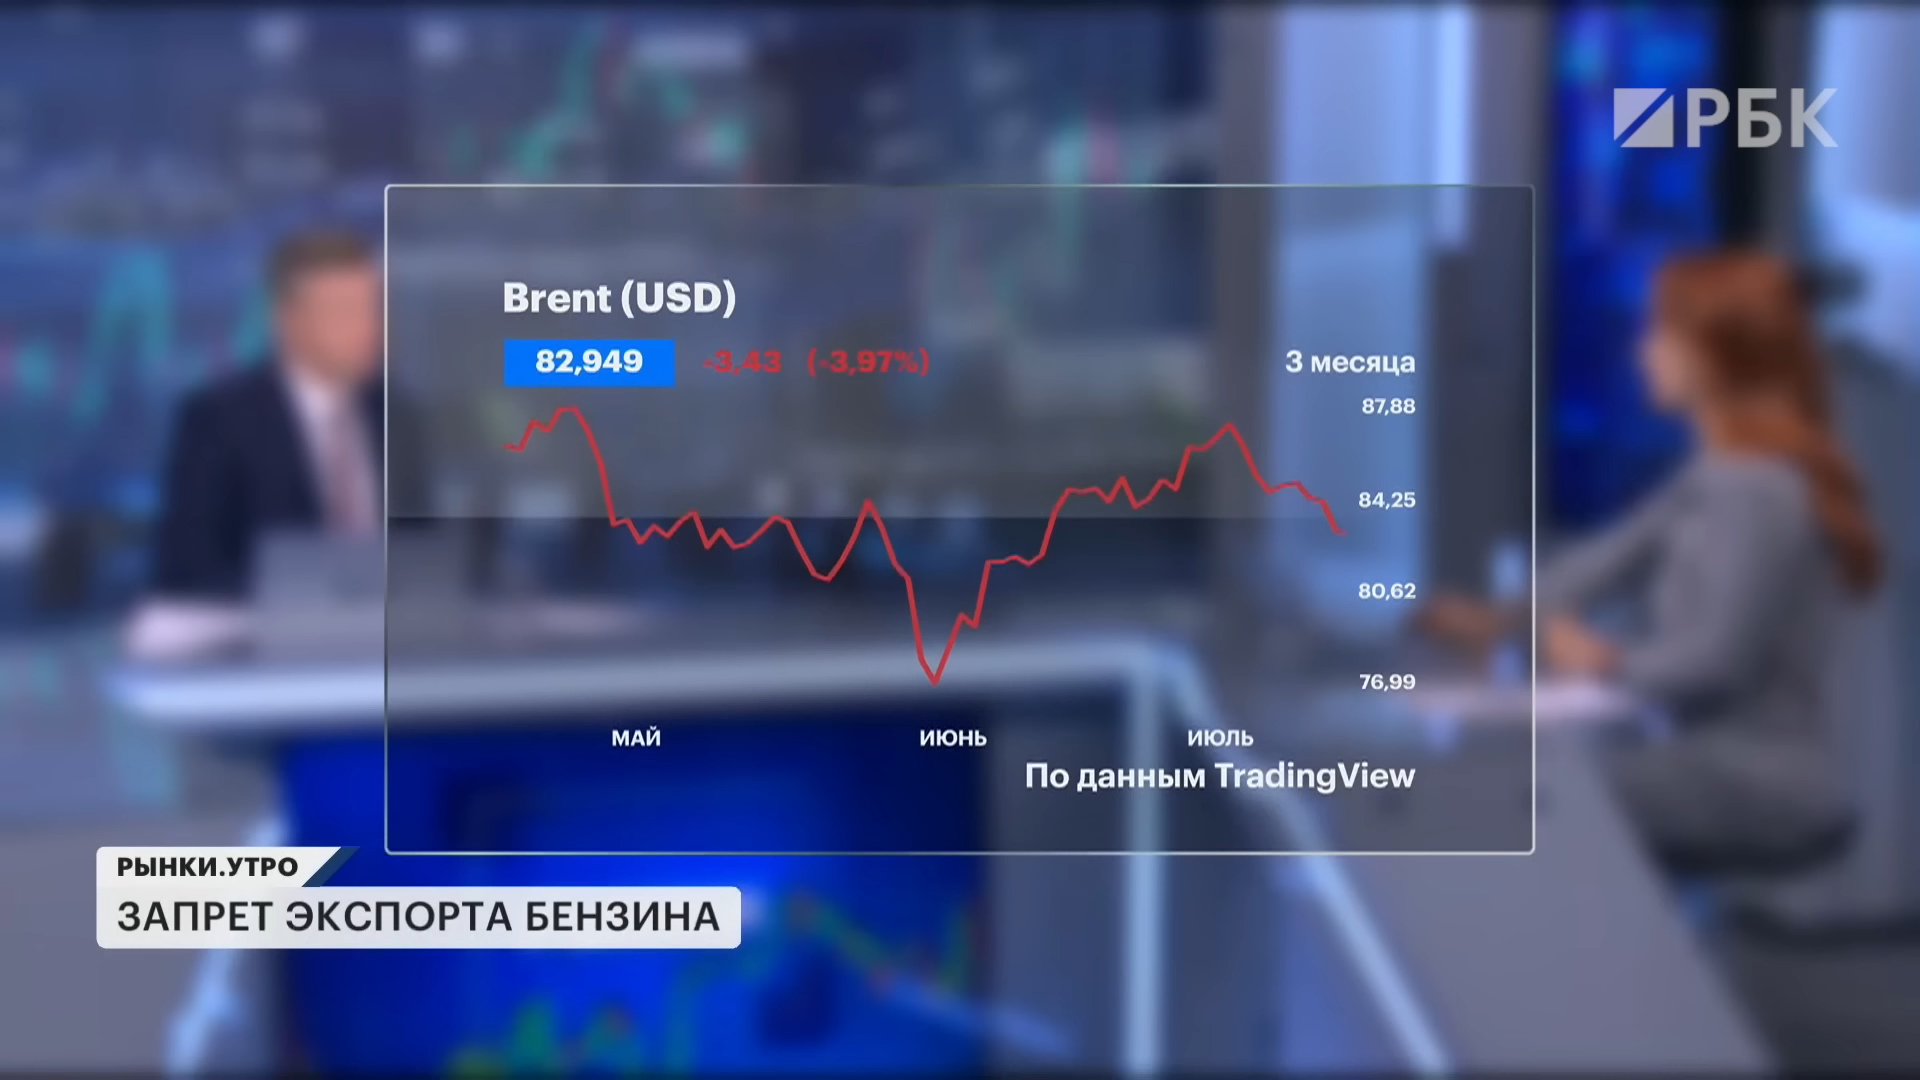 РБК
Brent (USD)
82,949 -3,43 (-3,97%)
3 месяца
87,88
84,25
80,62
76,99
МАЙ ИЮНЬ ИЮЛЬ
По данным TradingView
РЫНКИ.УТРО
ЗАПРЕТ ЭКСПОРТА БЕНЗИНА